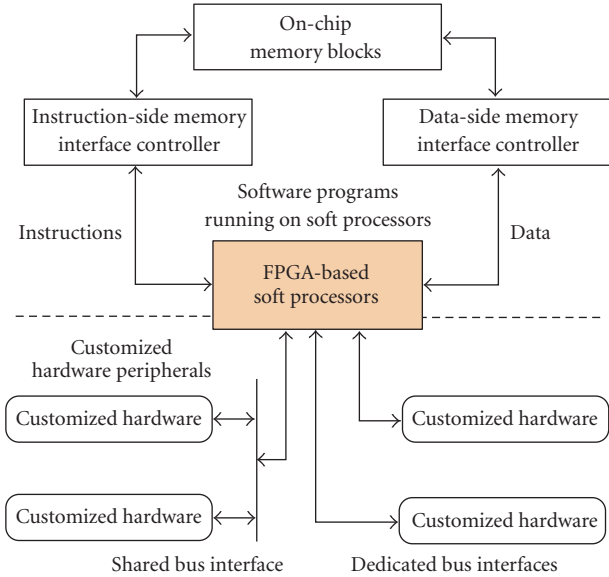 On-chip
memory blocks
Instruction-side memory
interface controller
Data-side memory
interface controller
Software programs
running on soft processors
Instructions
Data
FPGA-based
soft processors
Customized
hardware peripherals
Customized hardware
Customized hardware
Customized hardware
Customized hardware
Shared bus interface
Dedicated bus interfaces